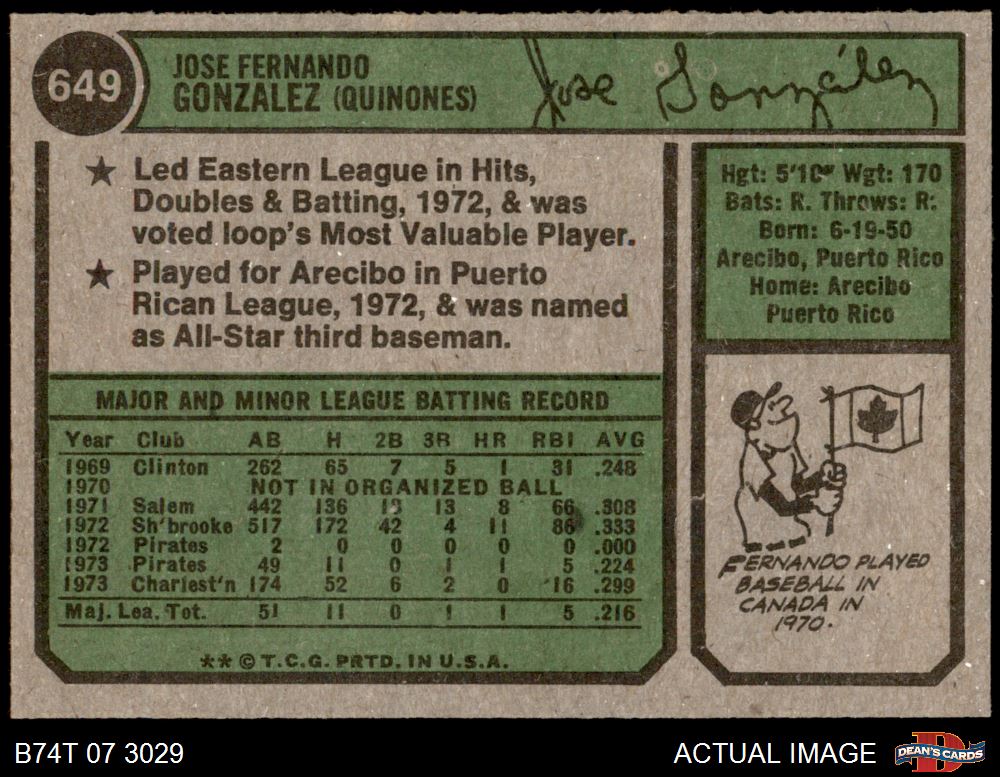 649
JOSE FERNANDO
GONZALEZ (QUINONES)
Jose González
★ Led Eastern League in Hits,
Doubles & Batting, 1972, & was
voted loop's Most Valuable Player.
★ Played for Arecibo in Puerto
Rican League, 1972, & was named
as All-Star third baseman.
Hgt: 5'10" Wgt: 170
Bats: R. Throws: R.
Born: 6-19-50
Arecibo, Puerto Rico
Home: Arecibo
Puerto Rico
MAJOR AND MINOR LEAGUE BATTING RECORD
Year Club AB H 2B 3B HR RBI AVG
1969 Clinton 262 65 7 5 1 31 .248
1970 NOT IN ORGANIZED BALL
1971 Salem 442 136 13 8 66 .308
1972 Sh'brooke 517 172 42 4 11 86 .333
1972 Pirates 2 0 0 0 0 0 .000
1973 Pirates 49 11 0 1 1 5 .224
1973 Charlest'n 174 52 6 2 0 16 .299
Maj. Lea. Tot. 51 11 0 1 1 5 .216
** © T.C.G. PRTD. IN U.S.A.
FERNANDO PLAYED
BASEBALL IN
CANADA IN
1970.
B74T 07 3029
ACTUAL IMAGE
DEAN'S CARDS